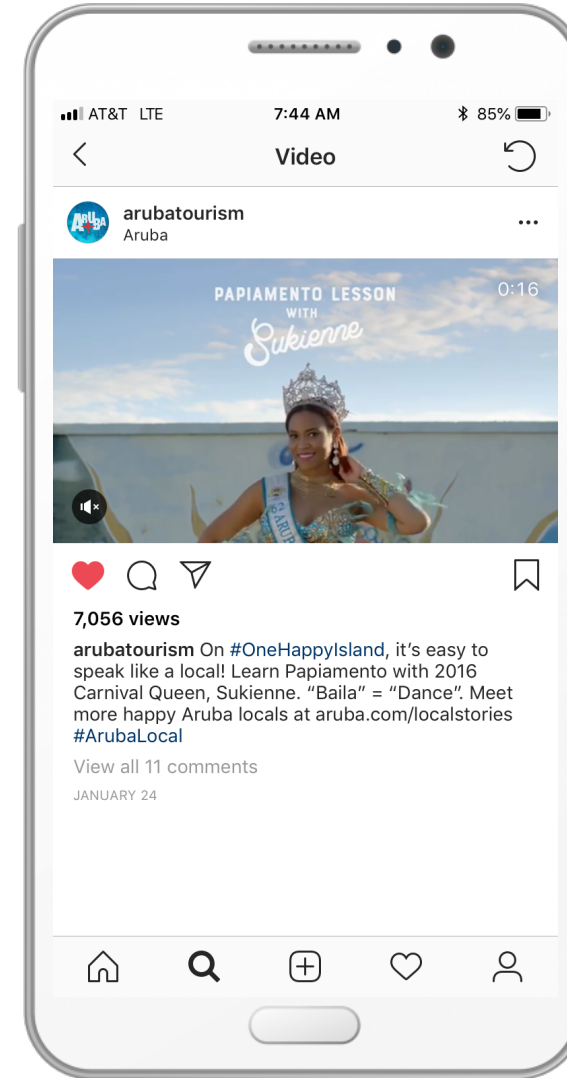 AT&T LTE 7:44 AM 85%
Video
ARUBA
arubatourism
Aruba
PAPIAMENTO LESSON
WITH
Sukienne
0:16
ARUB
7,056 views
arubatourism On #OneHappyIsland, it’s easy to
speak like a local! Learn Papiamento with 2016
Carnival Queen, Sukienne. “Baila” = “Dance”. Meet
more happy Aruba locals at aruba.com/localstories
#ArubaLocal
View all 11 comments
JANUARY 24